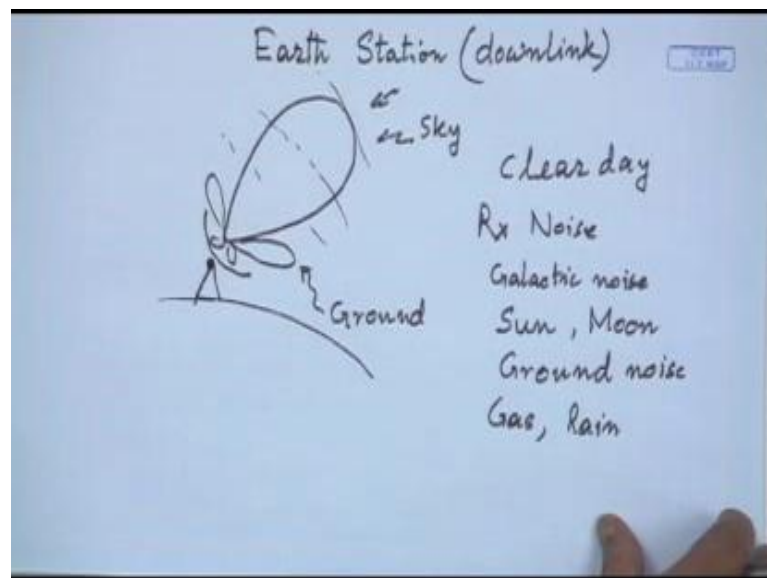 Earth Station (downlink)
Sky
Clear day
Rx Noise
Galactic noise
Sun, Moon
Ground
Ground noise
Gas, Rain